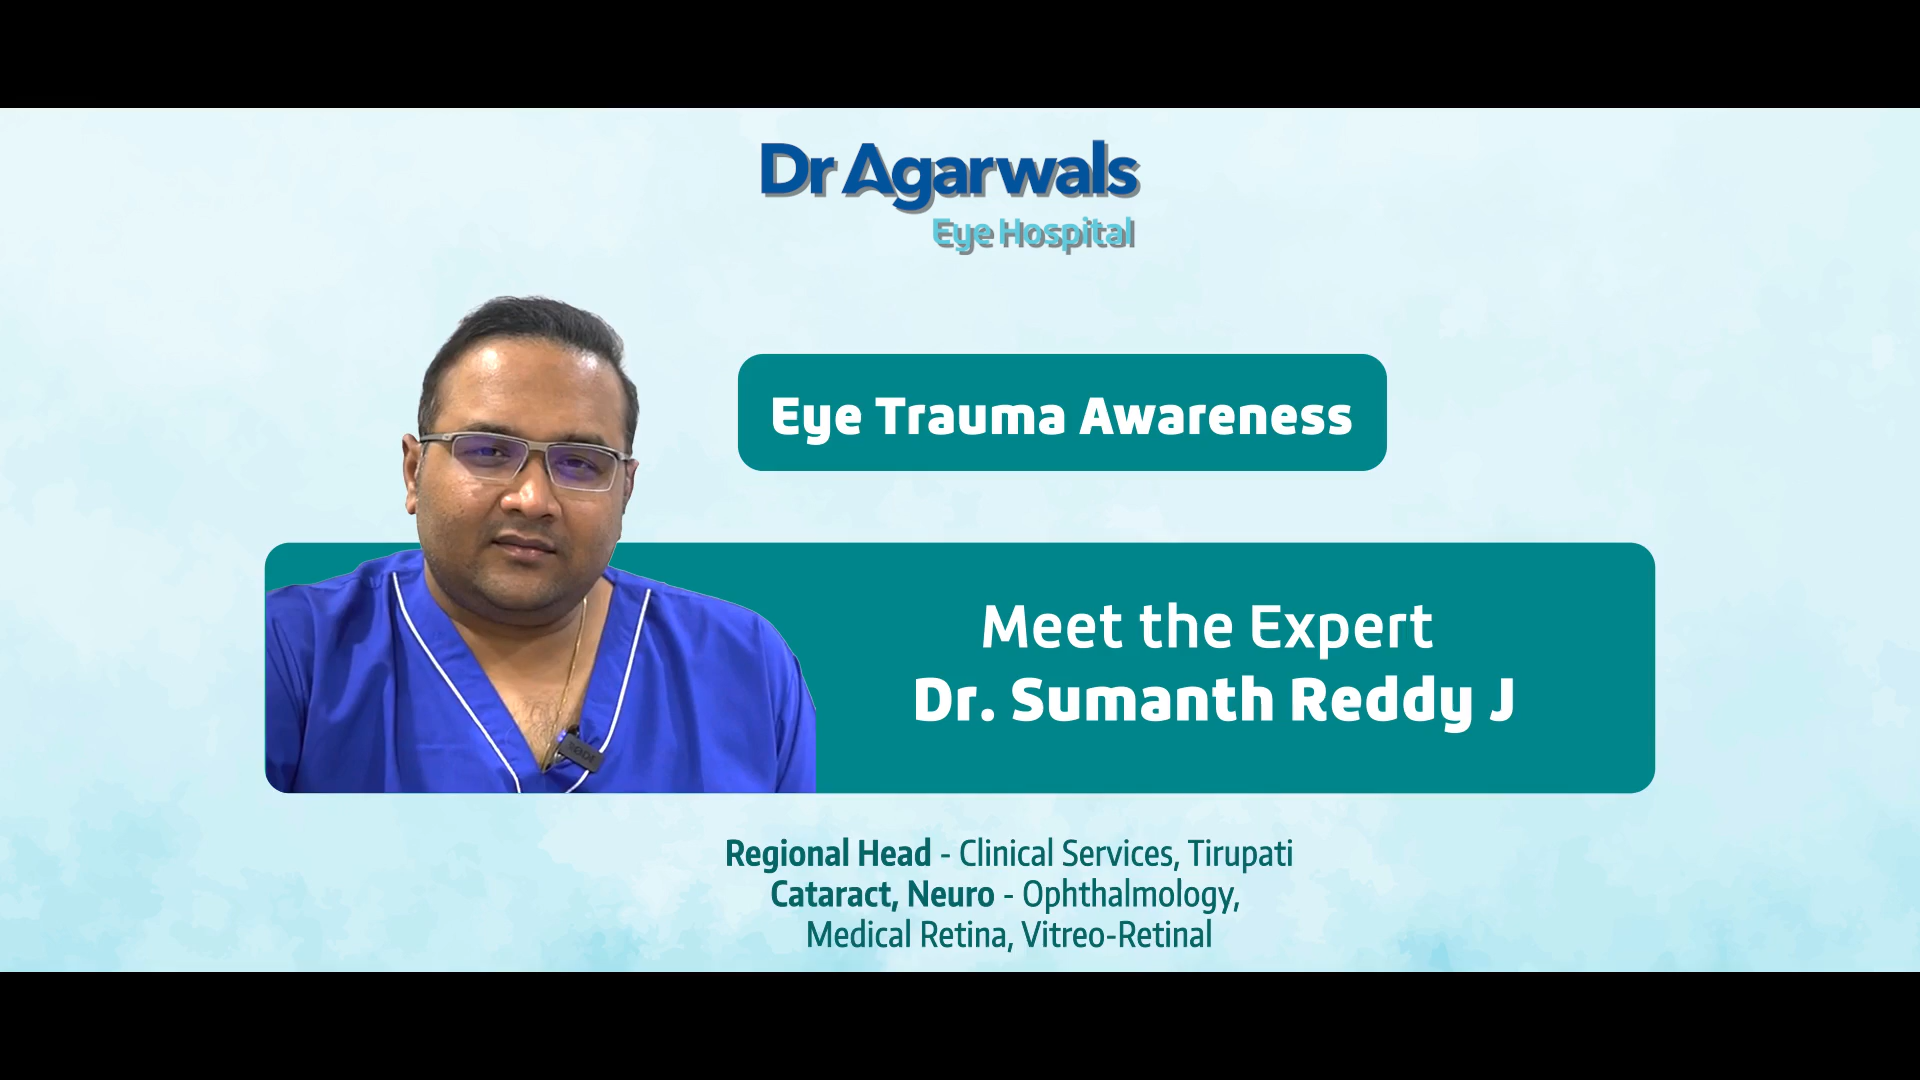 Dr Agarwals
Eye Hospital
Eye Trauma Awareness
Meet the Expert
Dr. Sumanth Reddy J
Regional Head - Clinical Services, Tirupati
Cataract, Neuro - Ophthalmology,
Medical Retina, Vitreo-Retinal